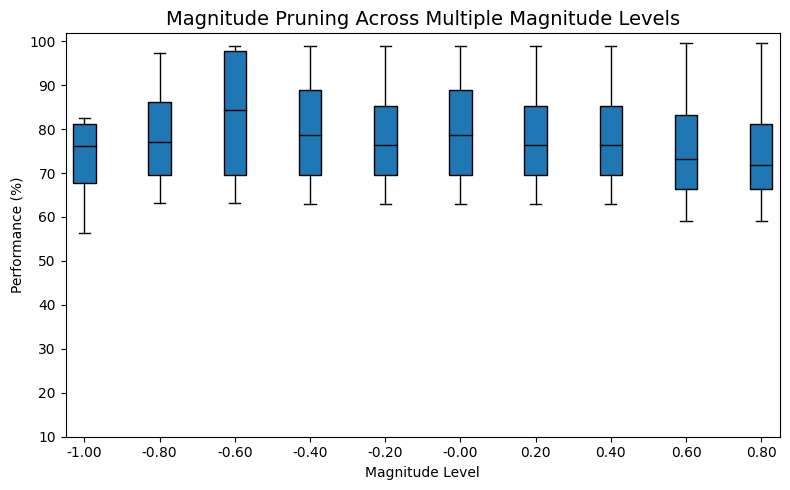 Magnitude Pruning Across Multiple Magnitude Levels
100
90
80
70
60
50
40
30
20
10
Performance (%)
-1.00 -0.80 -0.60 -0.40 -0.20 -0.00 0.20 0.40 0.60 0.80
Magnitude Level